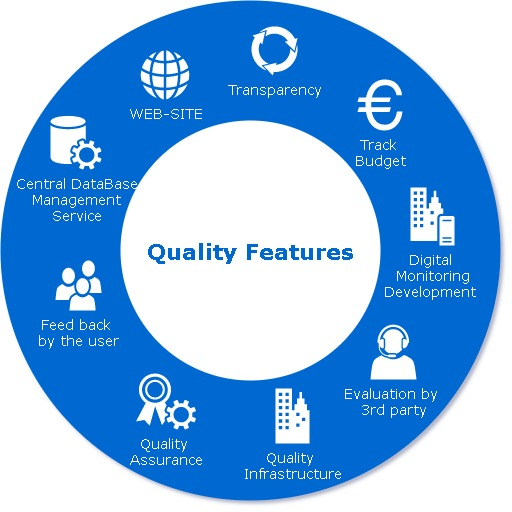 Quality Features
Transparency
Track
Budget
Digital
Monitoring
Development
Evaluation by
3rd party
Quality
Infrastructure
Quality
Assurance
Feed back
by the user
Central DataBase
Management
Service
WEB-SITE